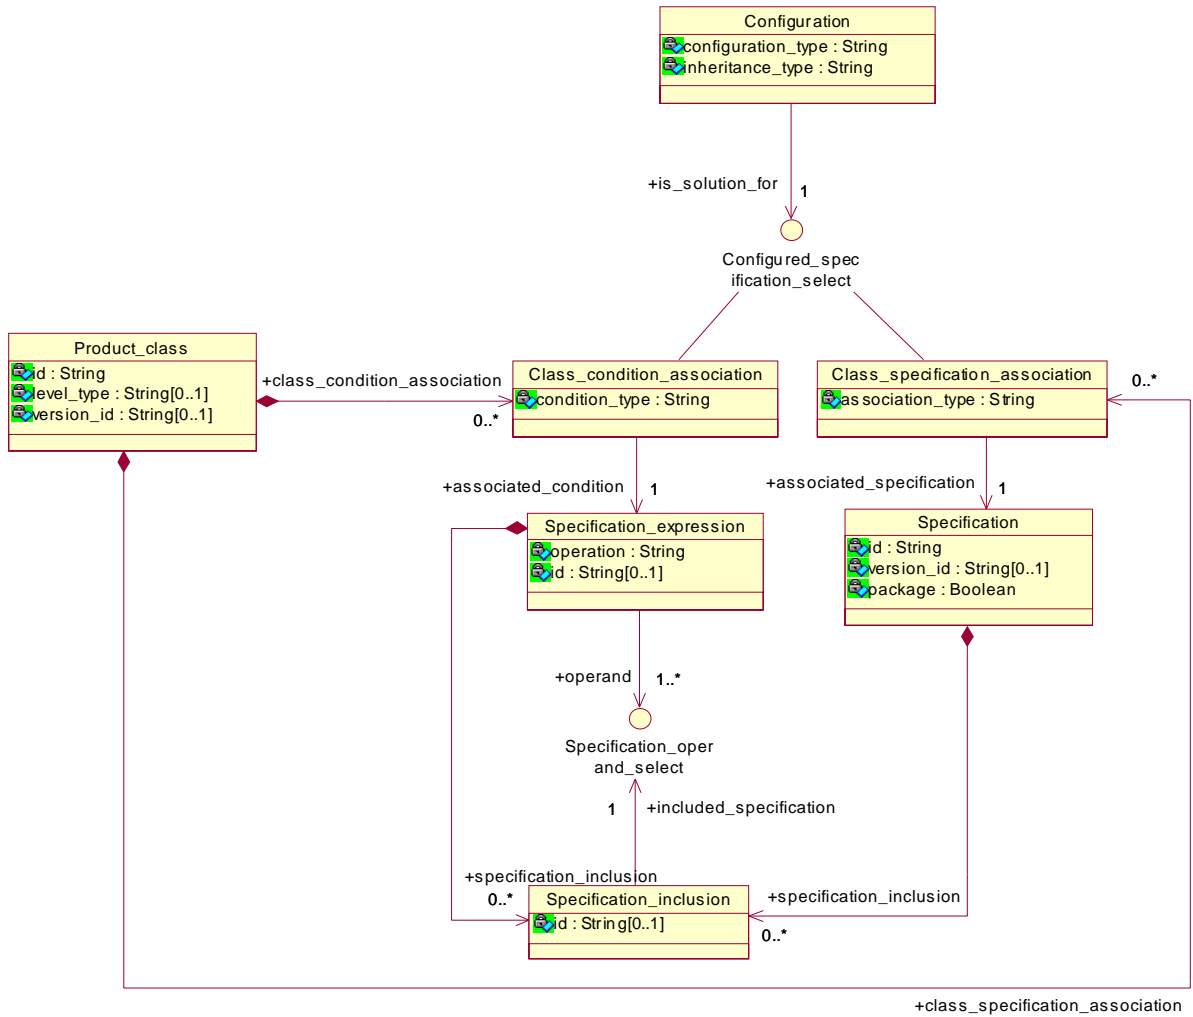 Configuration
configuration_type : String
inheritance_type : String
+is_solution_for
1
Configured_spec
ification_select
Product_class
id : String
level_type : String[0..1]
version_id : String[0..1]
+class_condition_association
0..*
Class_condition_association
condition_type : String
Class_specification_association
association_type : String
0..*
+associated_condition
1
+associated_specification
1
Specification_expression
operation : String
id : String[0..1]
Specification
id : String
version_id : String[0..1]
package : Boolean
+operand
1..*
Specification_oper
and_select
1
+included_specification
+specification_inclusion
0..*
Specification_inclusion
id : String[0..1]
+specification_inclusion
0..*
+class_specification_association